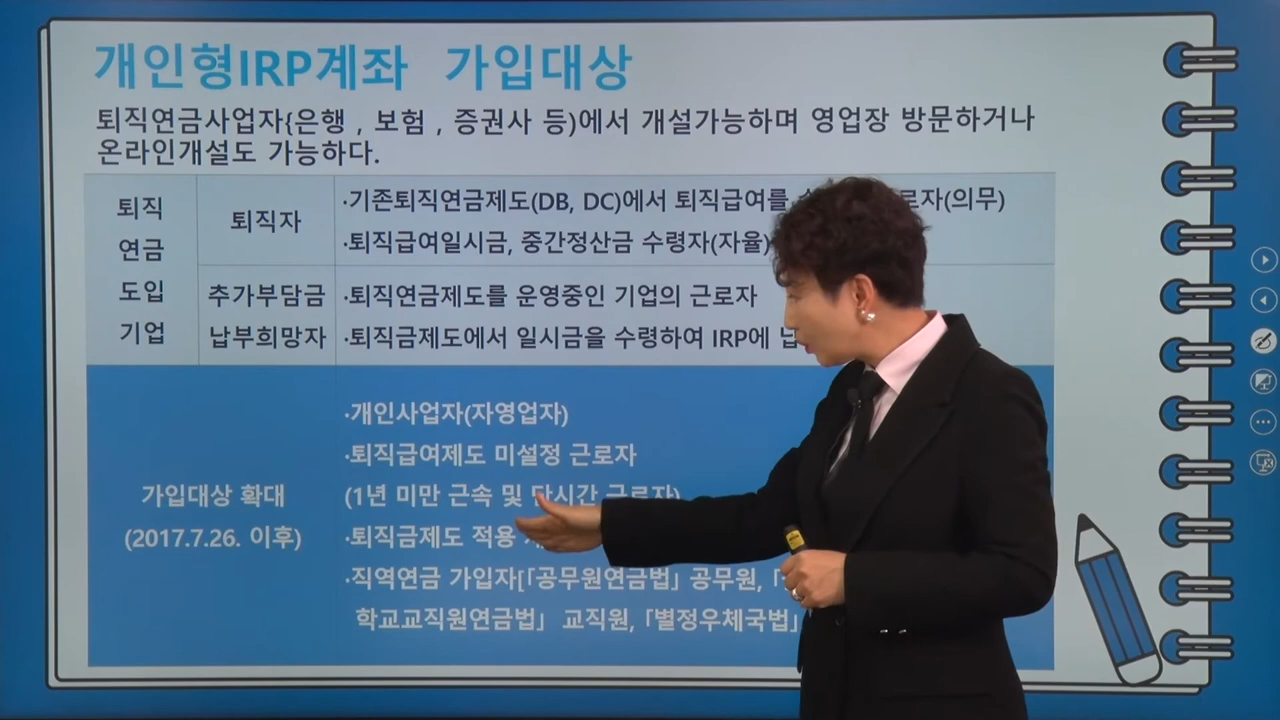 개인형IRP계좌 가입대상
퇴직연금사업자{은행 , 보험 , 증권사 등)에서 개설가능하며 영업장 방문하거나
온라인개설도 가능하다.
퇴직
연금
도입
기업
퇴직자
·기존퇴직연금제도(DB, DC)에서 퇴직급여를 로자(의무)
·퇴직급여일시금, 중간정산금 수령자(자율)
추가부담금
납부희망자
·퇴직연금제도를 운영중인 기업의 근로자
·퇴직금제도에서 일시금을 수령하여 IRP에
가입대상 확대
(2017.7.26. 이후)
·개인사업자(자영업자)
·퇴직급여제도 미설정 근로자
(1년 미만 근속 및 단시간 근로자)
·퇴직금제도 적용
·직역연금 가입자[「공무원연금법」 공무원,
학교교직원연금법」 교직원, 「별정우체국법」